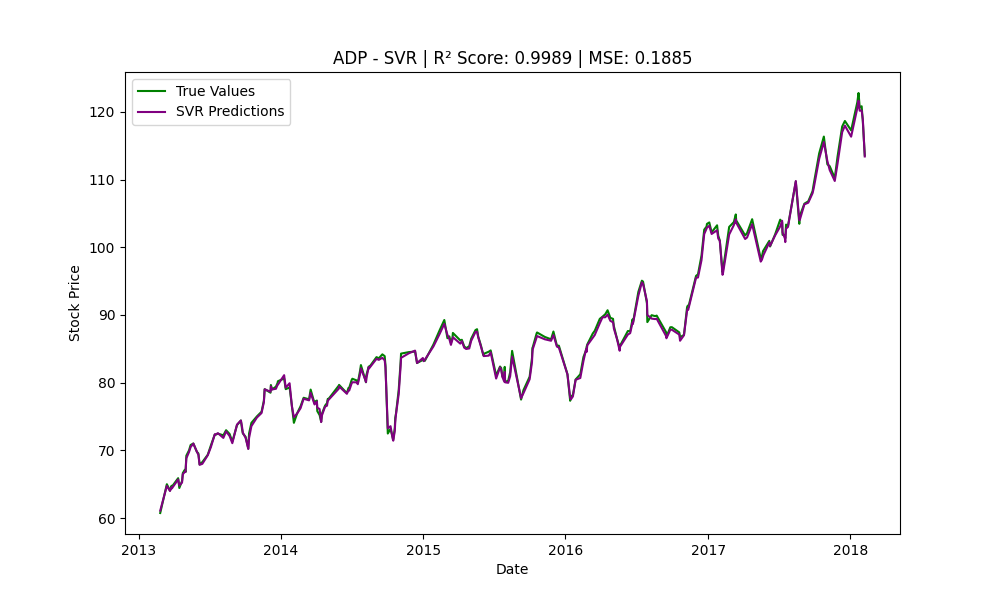 ADP - SVR | R² Score: 0.9989 | MSE: 0.1885
True Values
SVR Predictions
Stock Price
120
110
100
90
80
70
60
2013 2014 2015 2016 2017 2018
Date